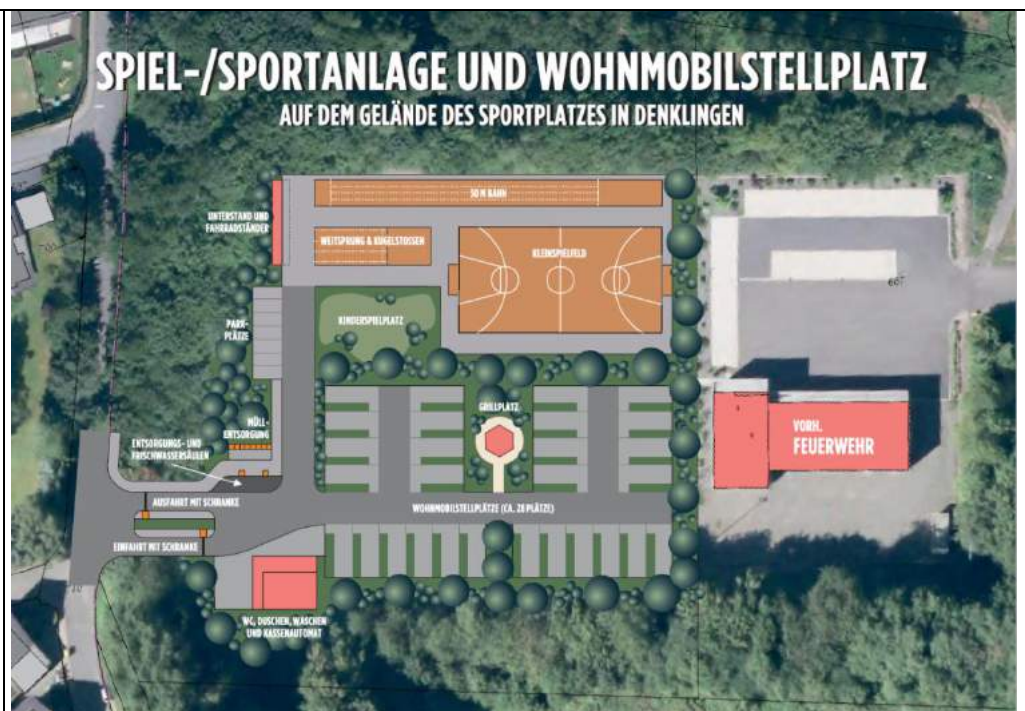 SPIEL-/SPORTANLAGE UND WOHNMOBILSTELLPLATZ
AUF DEM GELÄNDE DES SPORTPLATZES IN DENKLINGEN
50 M BAHN
UNTERSTAND UND
FAHRRADSTÄNDER
WEITSPRUNG & KUGELSTOSSEN
KLEINSPIELFELD
KINDERSPIELPLATZ
PARK-
PLÄTZE
GRILLPLATZ
MÜLL-
ENTSORGUNG
ENTSORGUNGS- UND
FRISCHWASSERSÄULEN
VORH.
FEUERWEHR
AUSFAHRT MIT SCHRANKE
WOHNMOBILSTELLPLÄTZE (CA. 28 PLÄTZE)
EINFAHRT MIT SCHRANKE
WC, DUSCHEN, WASCHEN
UND KASSENAUTOMAT